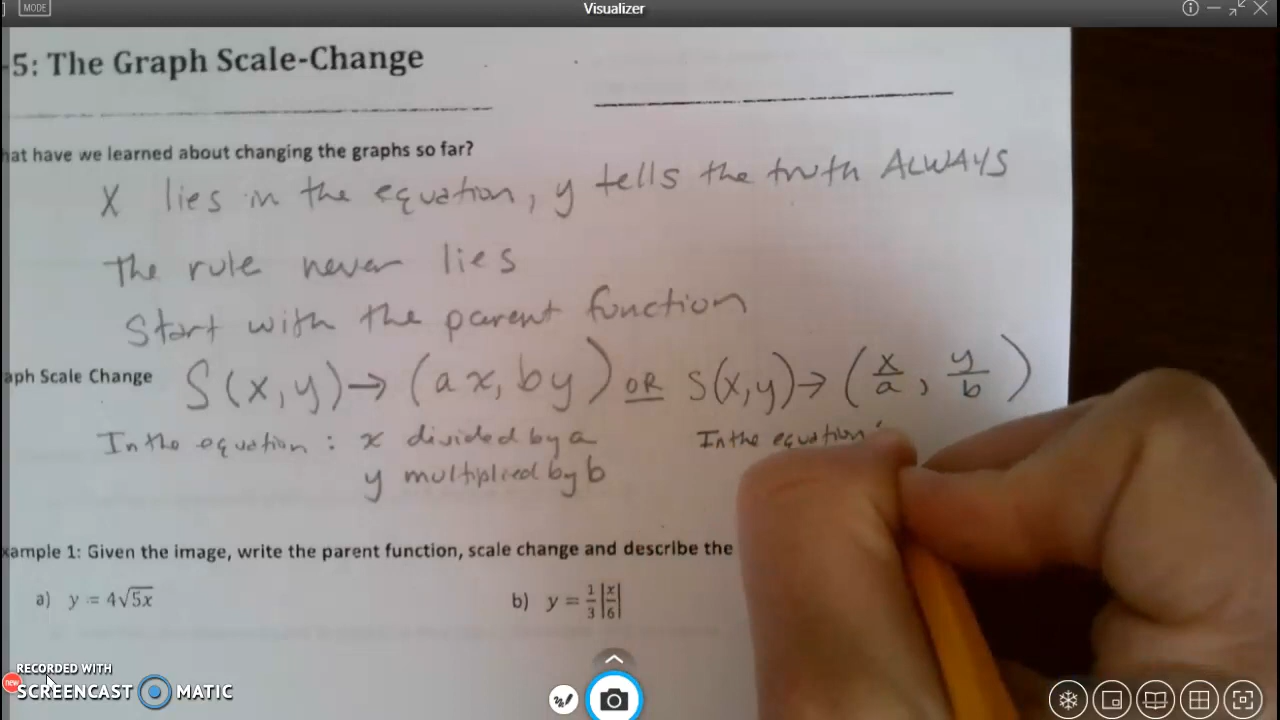 MODE
Visualizer
-5: The Graph Scale-Change
hat have we learned about changing the graphs so far?
X lies in the equation, y tells the truth ALWAYS
The rule never lies
Start with the parent function
aph Scale Change S(x,y)→(ax, by) OR S(x,y)→(x/a, y/b)
In the equation: x divided by a
y multiplied by b
In the equation:
xample 1: Given the image, write the parent function, scale change and describe the
a) y = 4√5x
b) y = 1/3|x/6|
RECORDED WITH
new
SCREENCAST MATIC